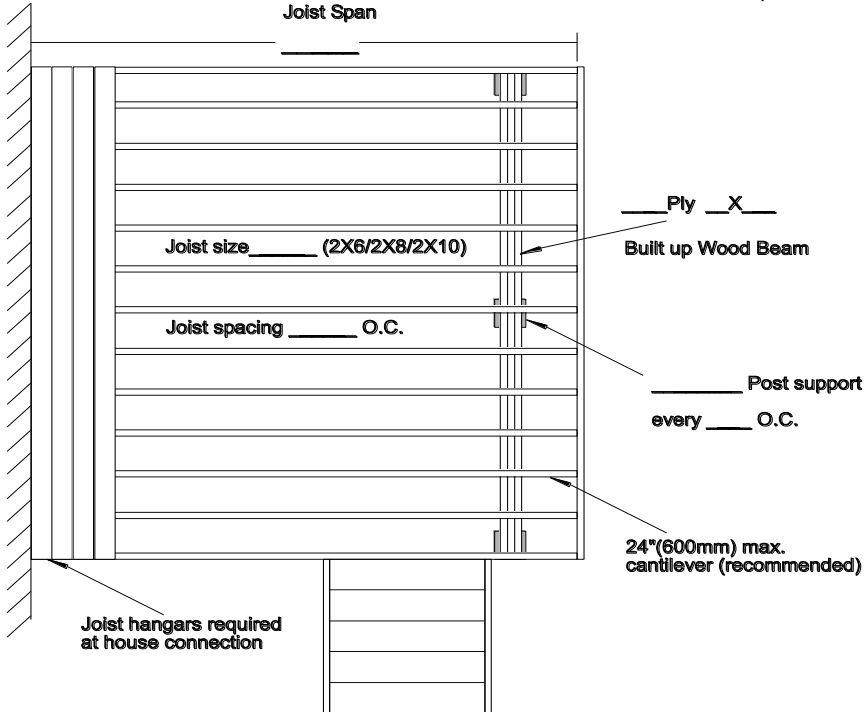 Joist Span
______
____Ply __X___
Joist size______ (2X6/2X8/2X10)
Built up Wood Beam
Joist spacing ______ O.C.
________ Post support
every ____ O.C.
24"(600mm) max.
cantilever (recommended)
Joist hangars required
at house connection